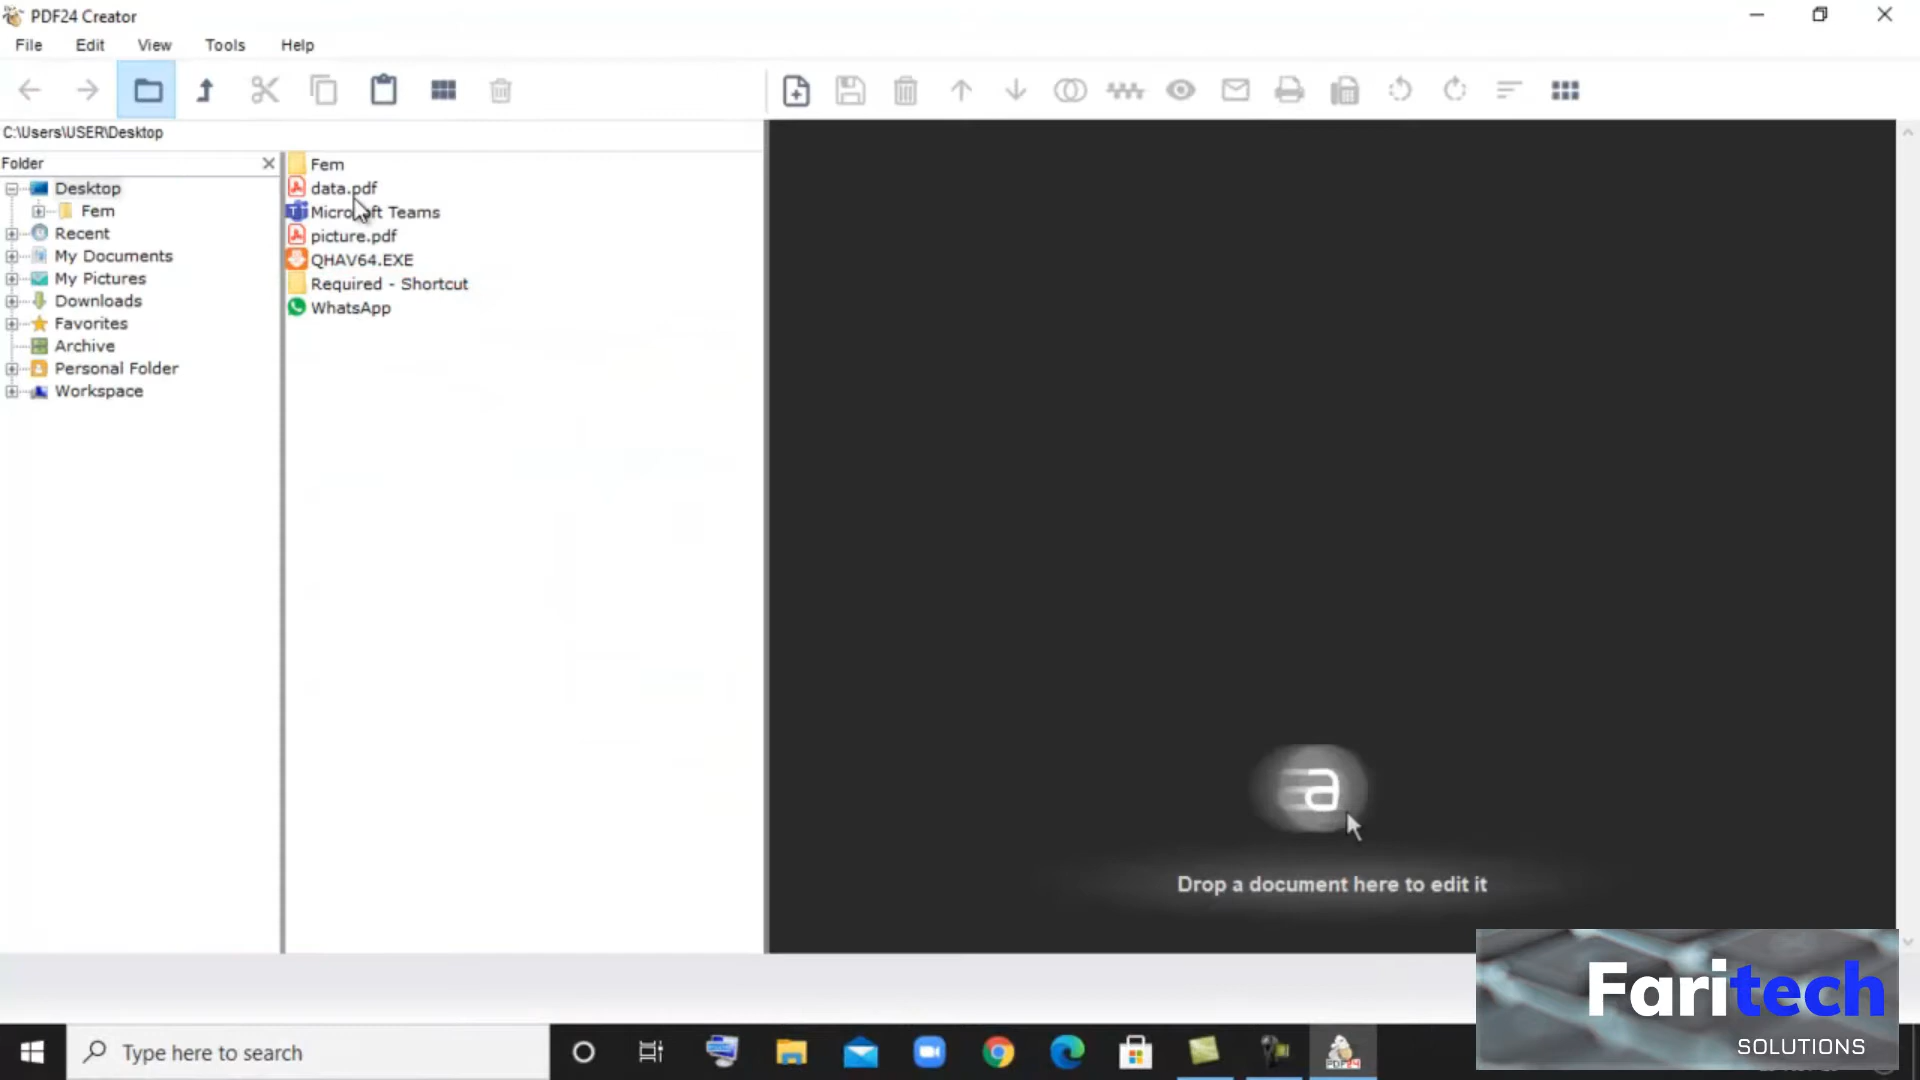 PDF24 Creator
File Edit View Tools Help
C:\Users\USER\Desktop
Folder
Desktop
Fem
Recent
My Documents
My Pictures
Downloads
Favorites
Archive
Personal Folder
Workspace
Fem
data.pdf
Microsoft Teams
picture.pdf
QHAV64.EXE
Required - Shortcut
WhatsApp
a
Drop a document here to edit it
Faritech
SOLUTIONS
Type here to search
PDF24